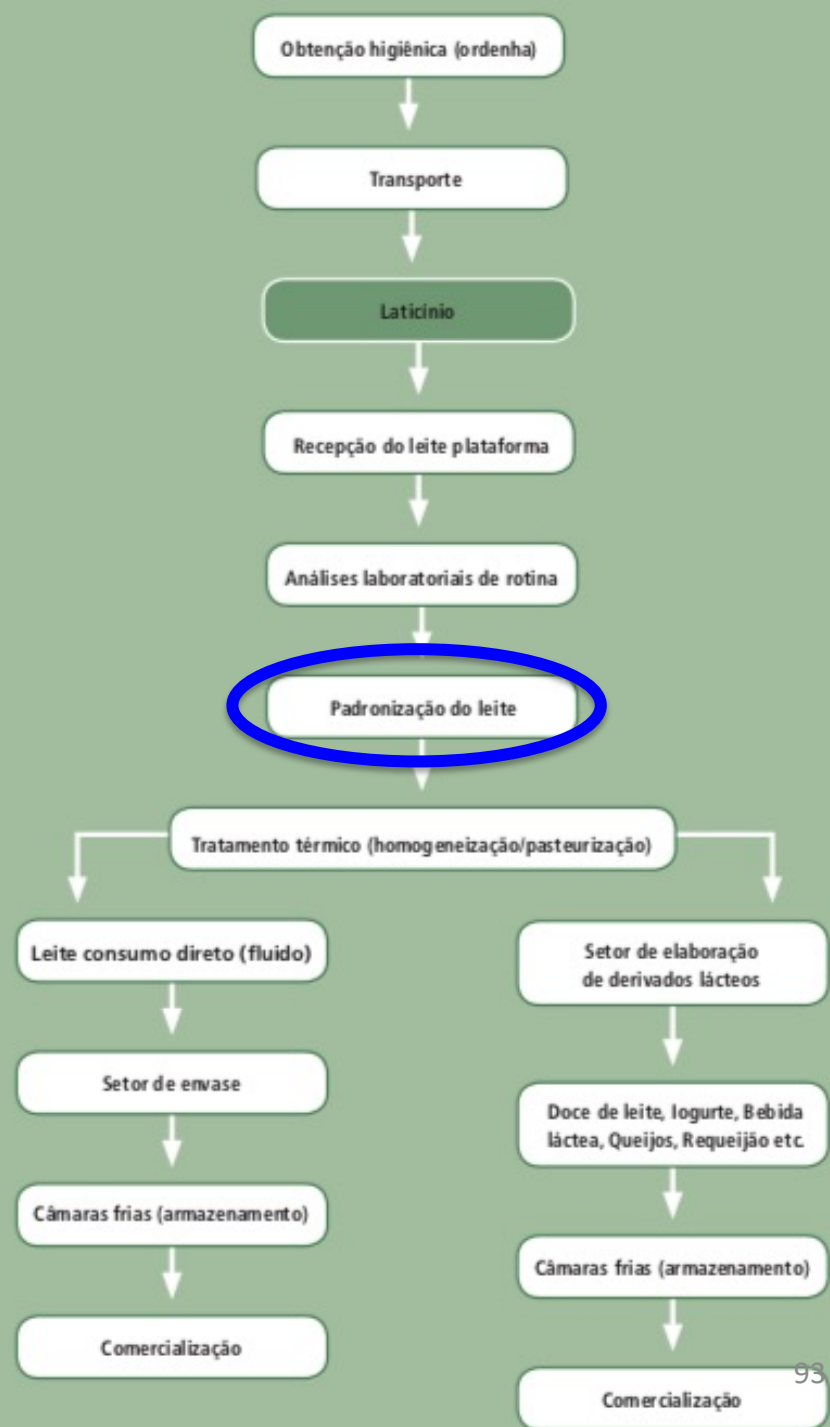 Obtenção higiênica (ordenha)
Transporte
Laticínio
Recepção do leite plataforma
Análises laboratoriais de rotina
Padronização do leite
Tratamento térmico (homogeneização/pasteurização)
Leite consumo direto (fluido)
Setor de envase
Câmaras frias (armazenamento)
Comercialização
Setor de elaboração
de derivados lácteos
Doce de leite, Iogurte, Bebida
láctea, Queijos, Requeijão etc.
Câmaras frias (armazenamento)
Comercialização
93